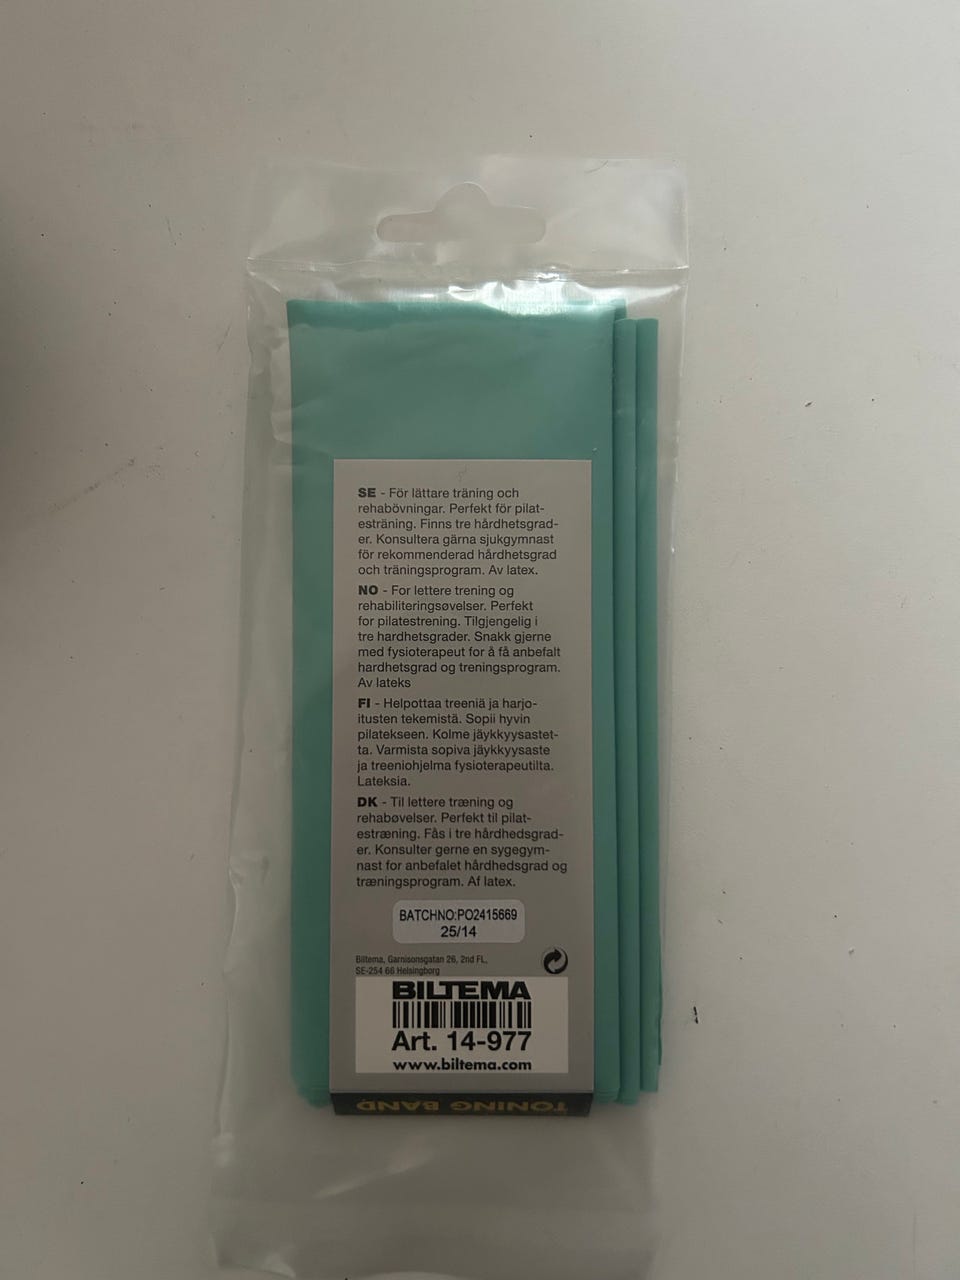 SE - För lättare träning och
rehabövningar. Perfekt för pilat-
esträning. Finns tre hårdhetsgrad-
er. Konsultera gärna sjukgymnast
för rekommenderad hårdhetsgrad
och träningsprogram. Av latex.
NO - For lettere trening og
rehabiliteringsøvelser. Perfekt
for pilatestrening. Tilgjengelig i
tre hardhetsgrader. Snakk gjerne
med fysioterapeut for å få anbefalt
hardhetsgrad og treningsprogram.
Av lateks
FI - Helpottaa treeniä ja harjo-
itusten tekemistä. Sopii hyvin
pilatekseen. Kolme jäykkyysastet-
ta. Varmista sopiva jäykkyysaste
ja treeniohjelma fysioterapeutilta.
Lateksia.
DK - Til lettere træning og
rehabøvelser. Perfekt til pilat-
estræning. Fås i tre hårdhedsgrad-
er. Konsulter gerne en sygegym-
nast for anbefalet hårdhedsgrad og
træningsprogram. Af latex.
BATCHNO:PO2415669
25/14
Biltema, Garnisonsgatan 26, 2nd FL,
SE-254 66 Helsingborg
BILTEMA
Art. 14-977
www.biltema.com
TONING BAND